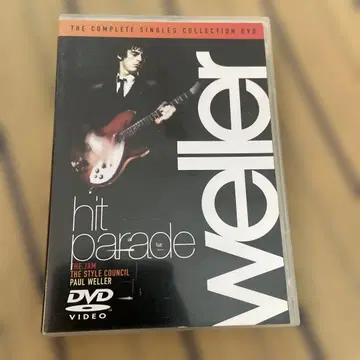 THE COMPLETE SINGLES COLLECTION DVD
weller
hit
parade
THE JAM
THE STYLE COUNCIL
PAUL WELLER
DVD
VIDEO